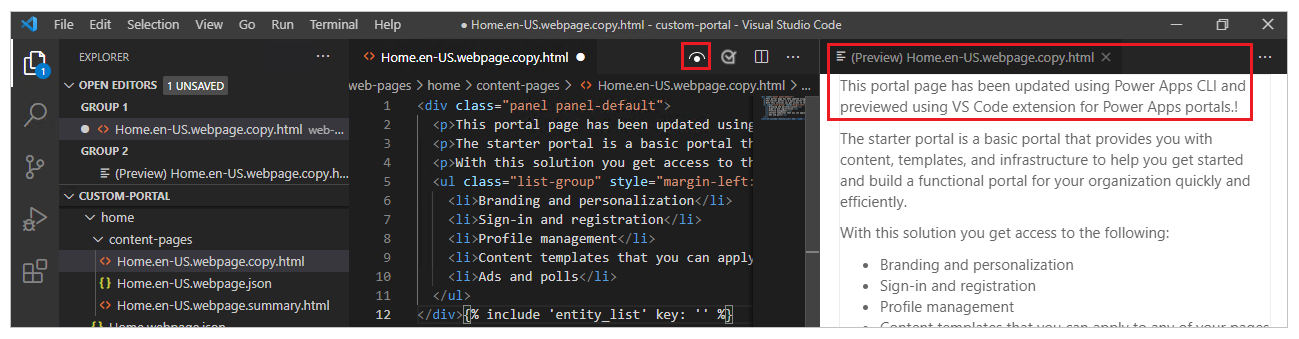 File Edit Selection View Go Run Terminal Help ● Home.en-US.webpage.copy.html - custom-portal - Visual Studio Code
EXPLORER ...
OPEN EDITORS 1 UNSAVED
GROUP 1
● <> Home.en-US.webpage.copy.html web-...
GROUP 2
(Preview) Home.en-US.webpage.copy.h...
CUSTOM-PORTAL
home
content-pages
<> Home.en-US.webpage.copy.html
{} Home.en-US.webpage.json
<> Home.en-US.webpage.summary.html
{} Home.webpage.json
1
<> Home.en-US.webpage.copy.html ●
...
web-pages > home > content-pages > <> Home.en-US.webpage.copy.html > ...
1 <div class="panel panel-default">
2 <p>This portal page has been updated using
3 <p>The starter portal is a basic portal th
4 <p>With this solution you get access to th
5 <ul class="list-group" style="margin-left:
6 <li>Branding and personalization</li>
7 <li>Sign-in and registration</li>
8 <li>Profile management</li>
9 <li>Content templates that you can apply
10 <li>Ads and polls</li>
11 </ul>
12 </div>{% include 'entity_list' key: '' %}
(Preview) Home.en-US.webpage.copy.html ×
...
This portal page has been updated using Power Apps CLI and
previewed using VS Code extension for Power Apps portals.!
The starter portal is a basic portal that provides you with
content, templates, and infrastructure to help you get started
and build a functional portal for your organization quickly and
efficiently.
With this solution you get access to the following:
• Branding and personalization
• Sign-in and registration
• Profile management
• Content templates that you can apply to any of your pages